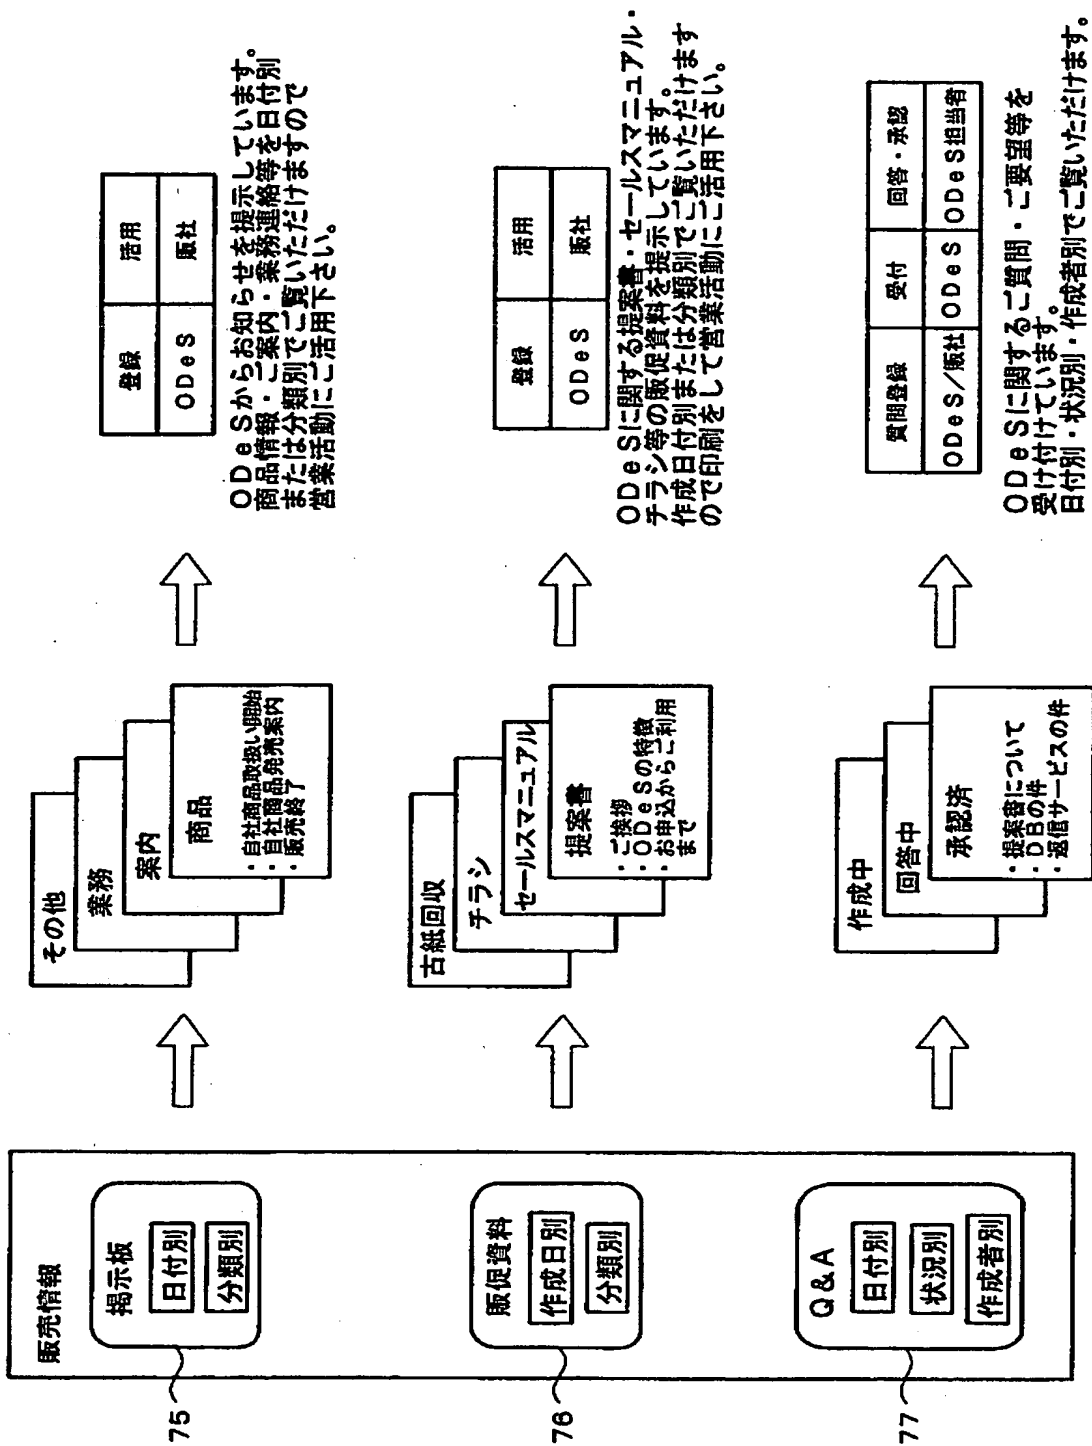 販売情報
75
掲示板
日付別
分類別
その他
業務
案内
商品
・自社商品取扱い開始
・自社商品発売案内
・販売終了
登録 活用
ODeS 販社
ODeSからお知らせを提示しています。
商品情報・ご案内・業務連絡等を日付別
または分類別でご覧いただけますので
営業活動にご活用下さい。
76
販促資料
作成日別
分類別
古紙回収
チラシ
セールスマニュアル
提案書
・ご挨拶
・ODeSの特徴
・お申込からご利用
まで
登録 活用
ODeS 販社
ODeSに関する提案書・セールスマニュアル・
チラシ等の販促資料を提示しています。
作成日付別または分類別でご覧いただけます
ので印刷をして営業活動にご活用下さい。
77
Q&A
日付別
状況別
作成者別
作成中
回答中
承認済
・提案書について
・DBの件
・返信サービスの件
質問登録 受付 回答・承認
ODeS/販社 ODeS ODeS担当者
ODeSに関するご質問・ご要望等を
受け付けています。
日付別・状況別・作成者別でご覧いただけます。